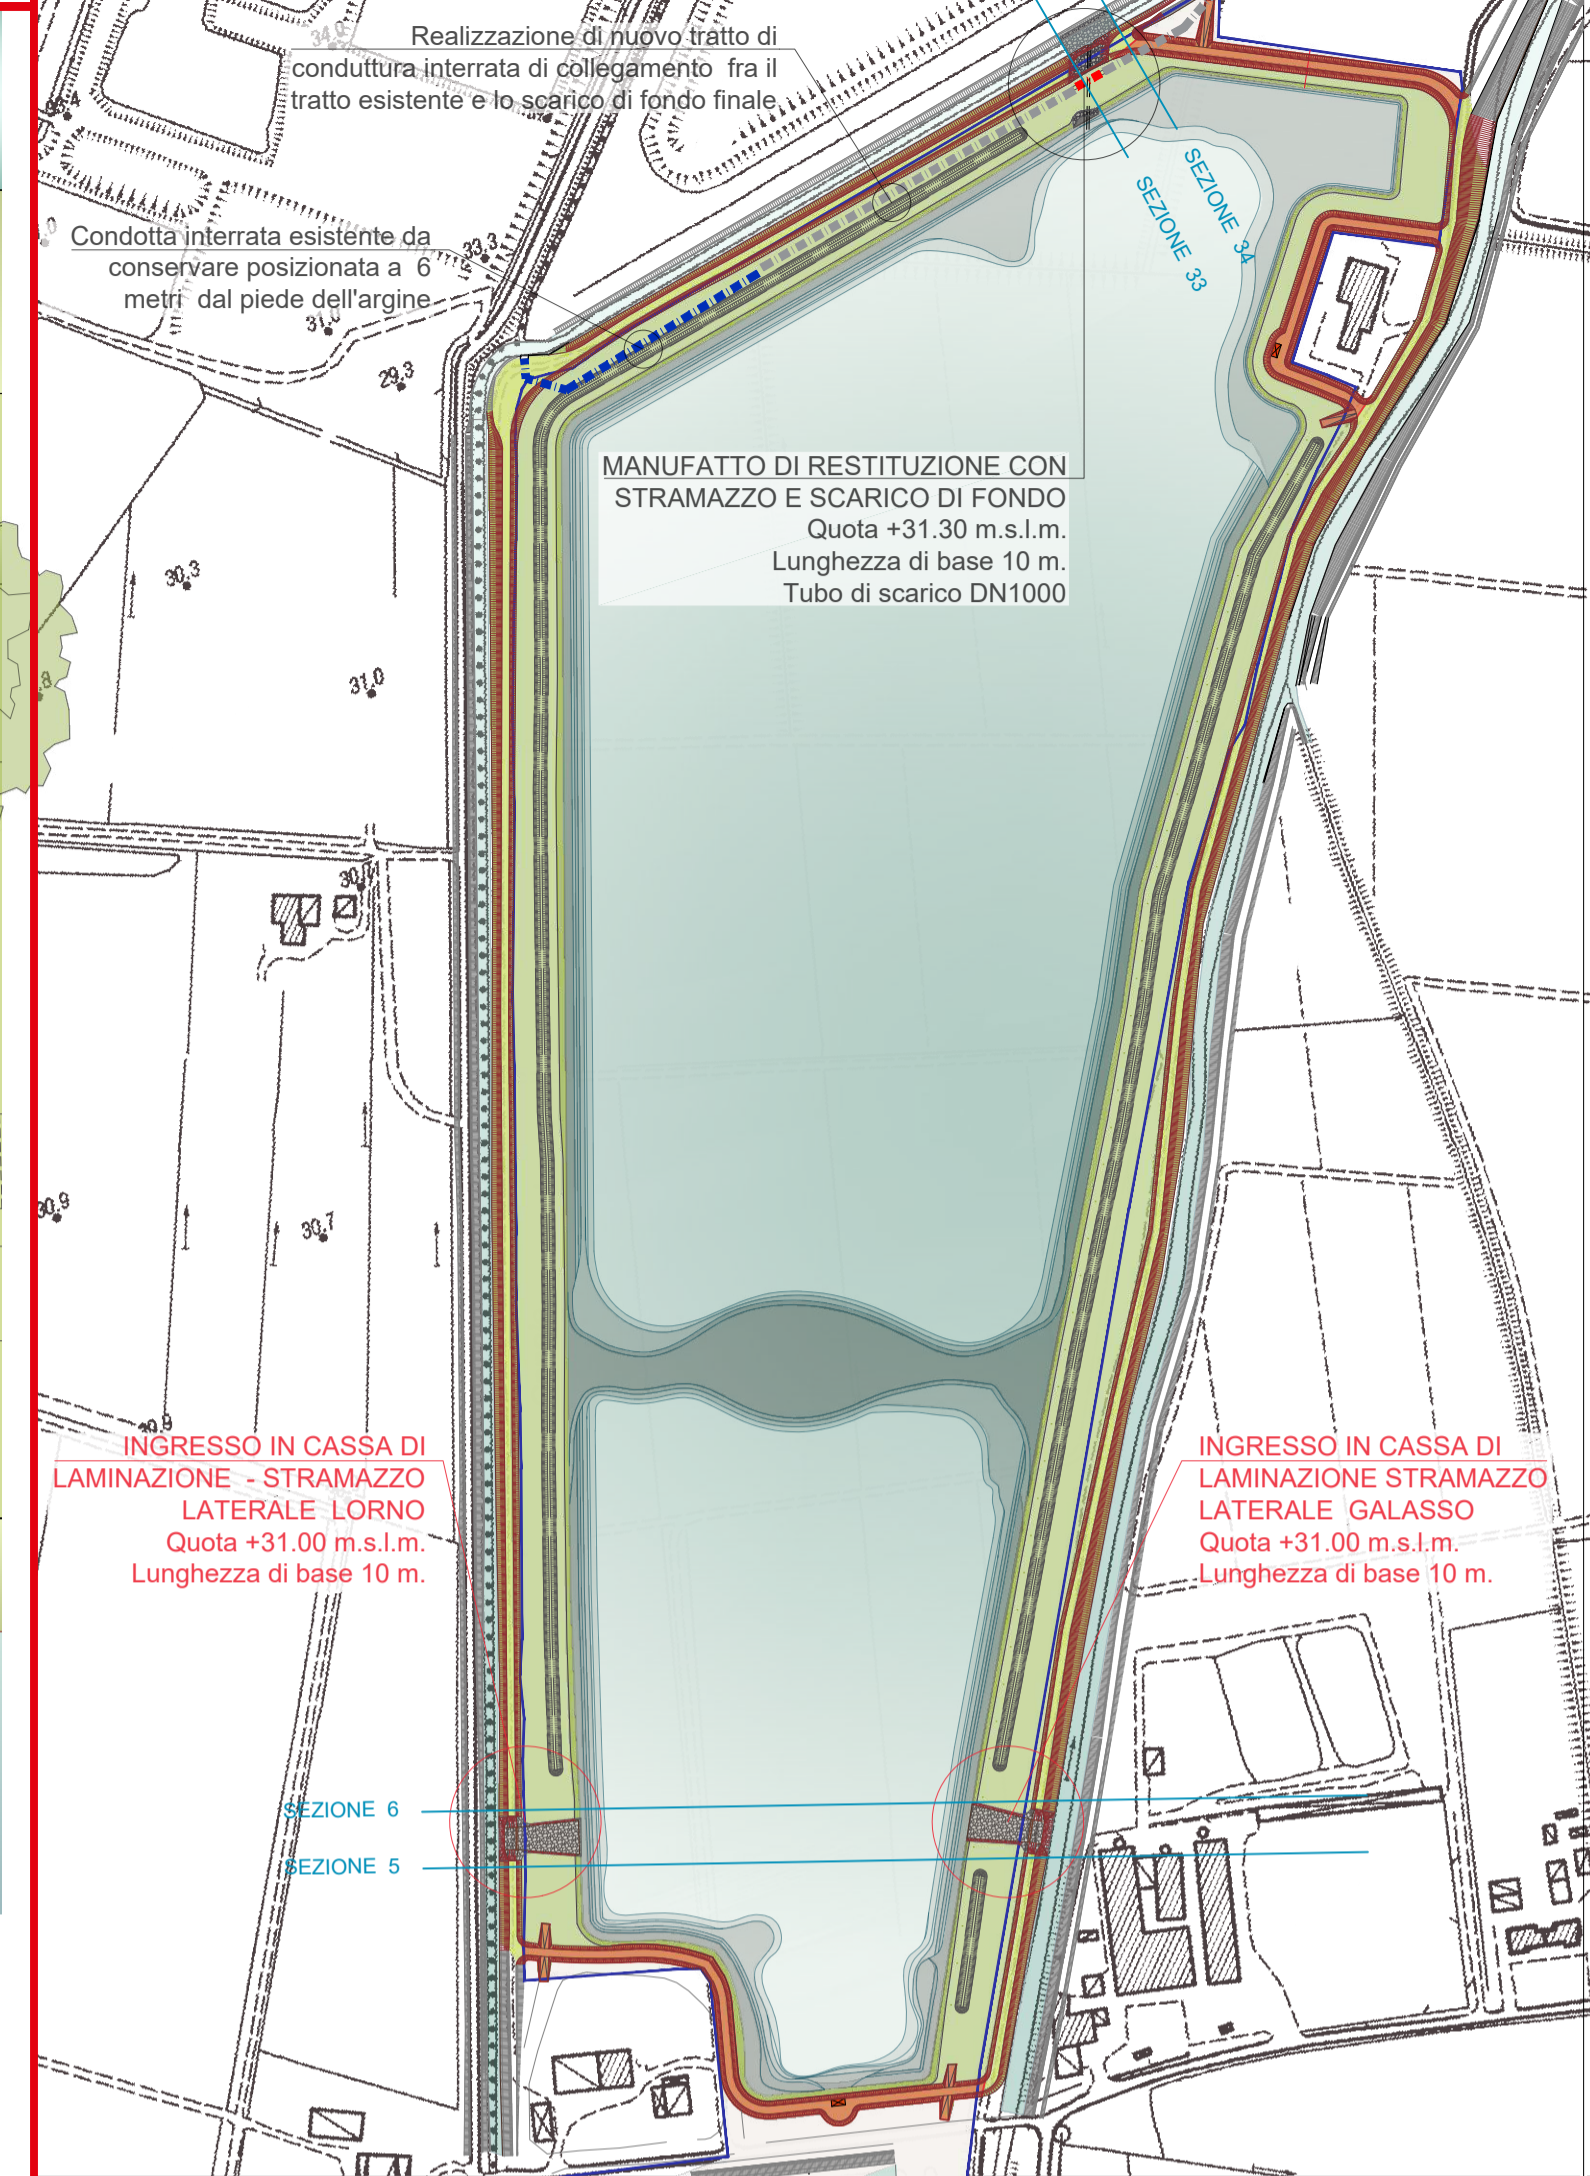 Realizzazione di nuovo tratto di
conduttura interrata di collegamento fra il
tratto esistente e lo scarico di fondo finale
34.0
Condotta interrata esistente da
conservare posizionata a 6
metri dal piede dell'argine
33.3
29.3
SEZIONE 34
SEZIONE 33
MANUFATTO DI RESTITUZIONE CON
STRAMAZZO E SCARICO DI FONDO
Quota +31.30 m.s.l.m.
Lunghezza di base 10 m.
Tubo di scarico DN1000
30.3
31.0
30.9
30.7
30.9
INGRESSO IN CASSA DI
LAMINAZIONE - STRAMAZZO
LATERALE LORNO
Quota +31.00 m.s.l.m.
Lunghezza di base 10 m.
INGRESSO IN CASSA DI
LAMINAZIONE STRAMAZZO
LATERALE GALASSO
Quota +31.00 m.s.l.m.
Lunghezza di base 10 m.
SEZIONE 6
SEZIONE 5